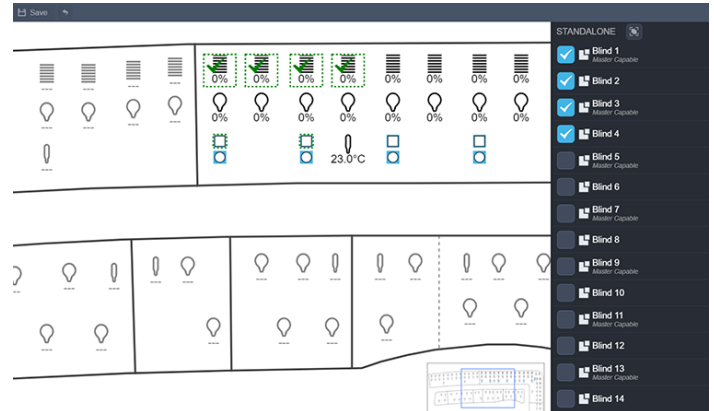 Save
STANDALONE
Blind 1
Master Capable
Blind 2
Blind 3
Master Capable
Blind 4
Blind 5
Master Capable
Blind 6
Blind 7
Master Capable
Blind 8
Blind 9
Master Capable
Blind 10
Blind 11
Master Capable
Blind 12
Blind 13
Master Capable
Blind 14
--- --- --- ---
0% 0% 0% 0% 0% 0% 0% 0%
--- --- --- ---
0% 0% 0% 0% 0% 0% 0% 0%
---
23.0°C
--- --- --- --- --- --- --- --- --- --- ---
--- --- --- --- --- --- --- ---